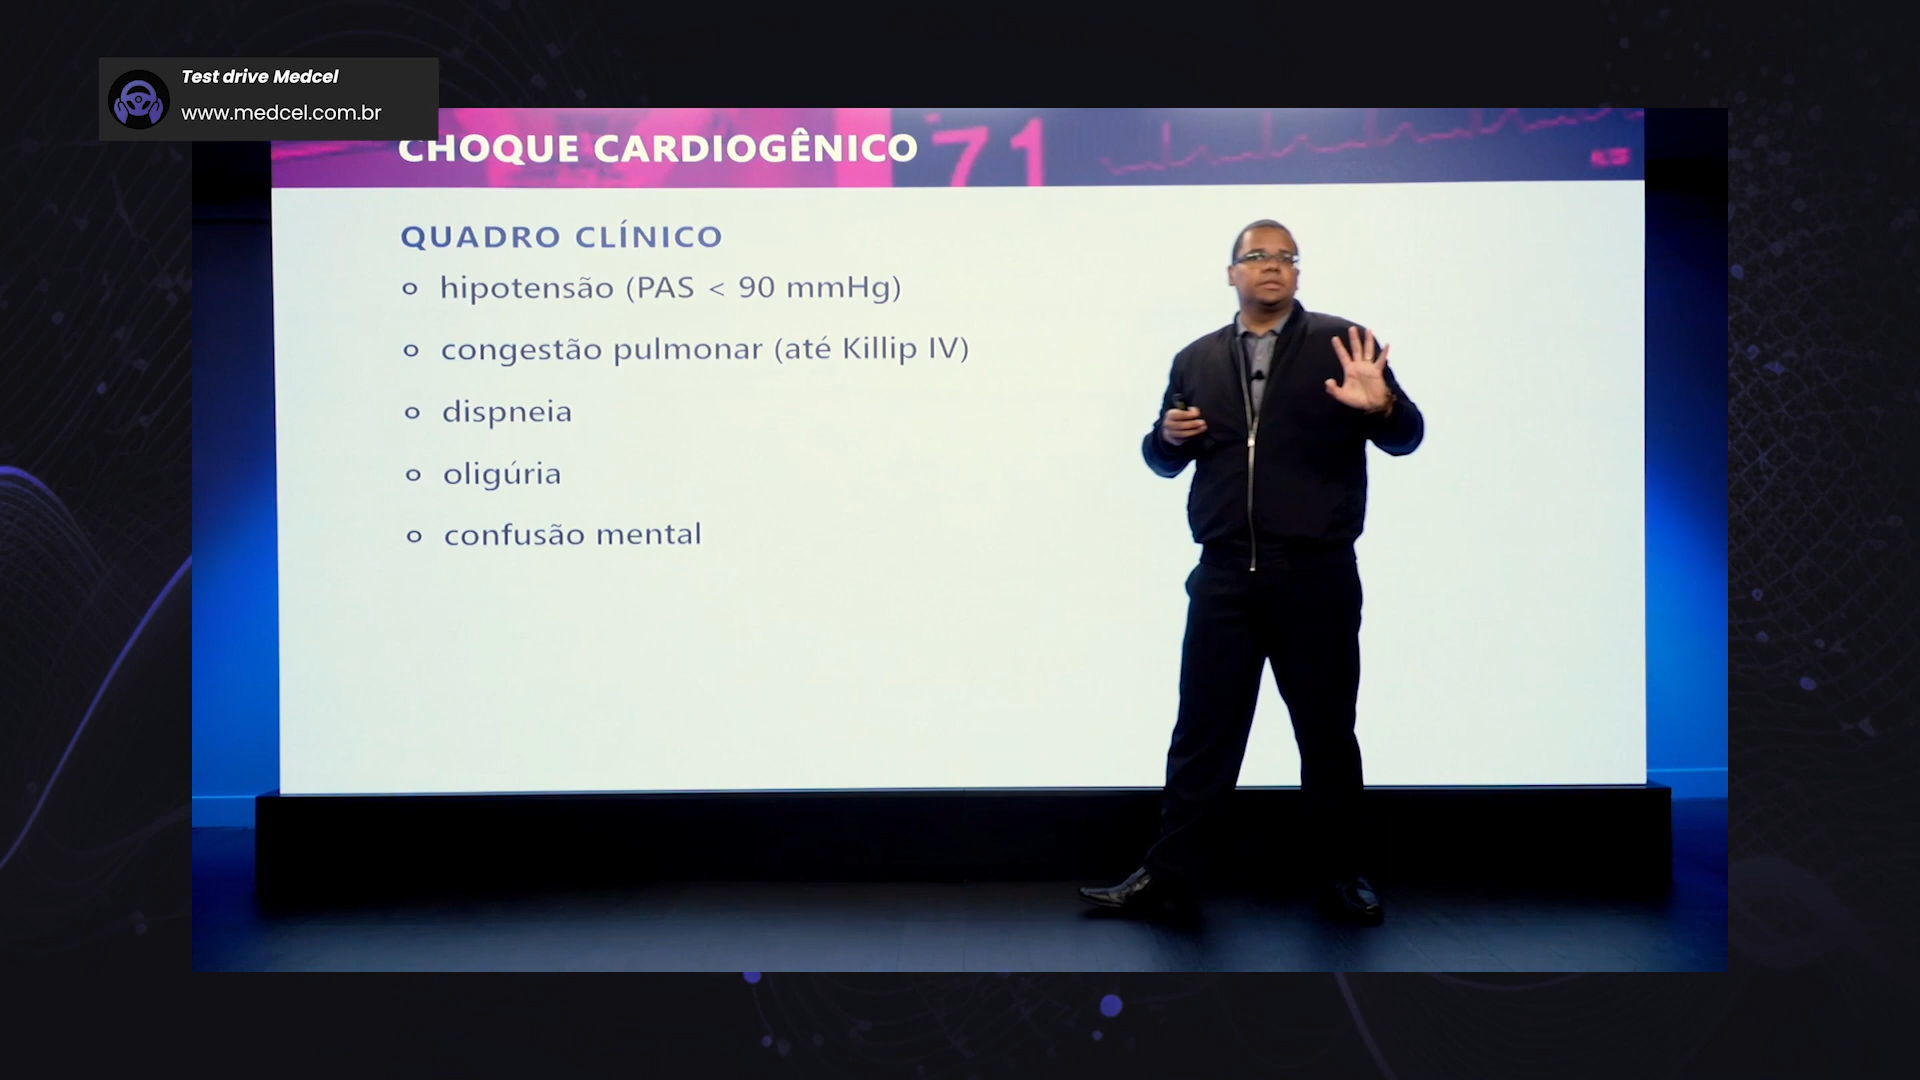 Test drive Medcel
www.medcel.com.br
CHOQUE CARDIOGÊNICO
71
QUADRO CLÍNICO
o hipotensão (PAS < 90 mmHg)
o congestão pulmonar (até Killip IV)
o dispneia
o oligúria
o confusão mental